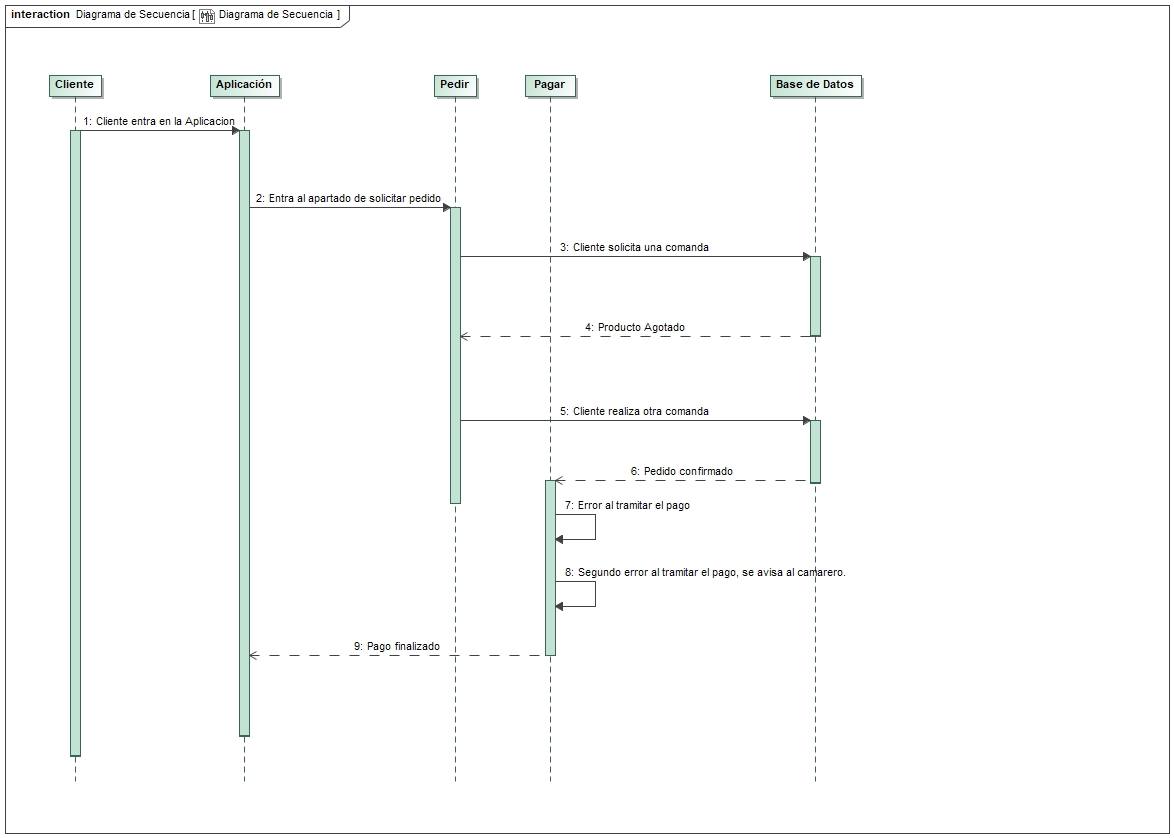 interaction Diagrama de Secuencia[ Diagrama de Secuencia ]
Cliente
Aplicación
Pedir
Pagar
Base de Datos
1: Cliente entra en la Aplicacion
2: Entra al apartado de solicitar pedido
3: Cliente solicita una comanda
4: Producto Agotado
5: Cliente realiza otra comanda
6: Pedido confirmado
7: Error al tramitar el pago
8: Segundo error al tramitar el pago, se avisa al camarero.
9: Pago finalizado